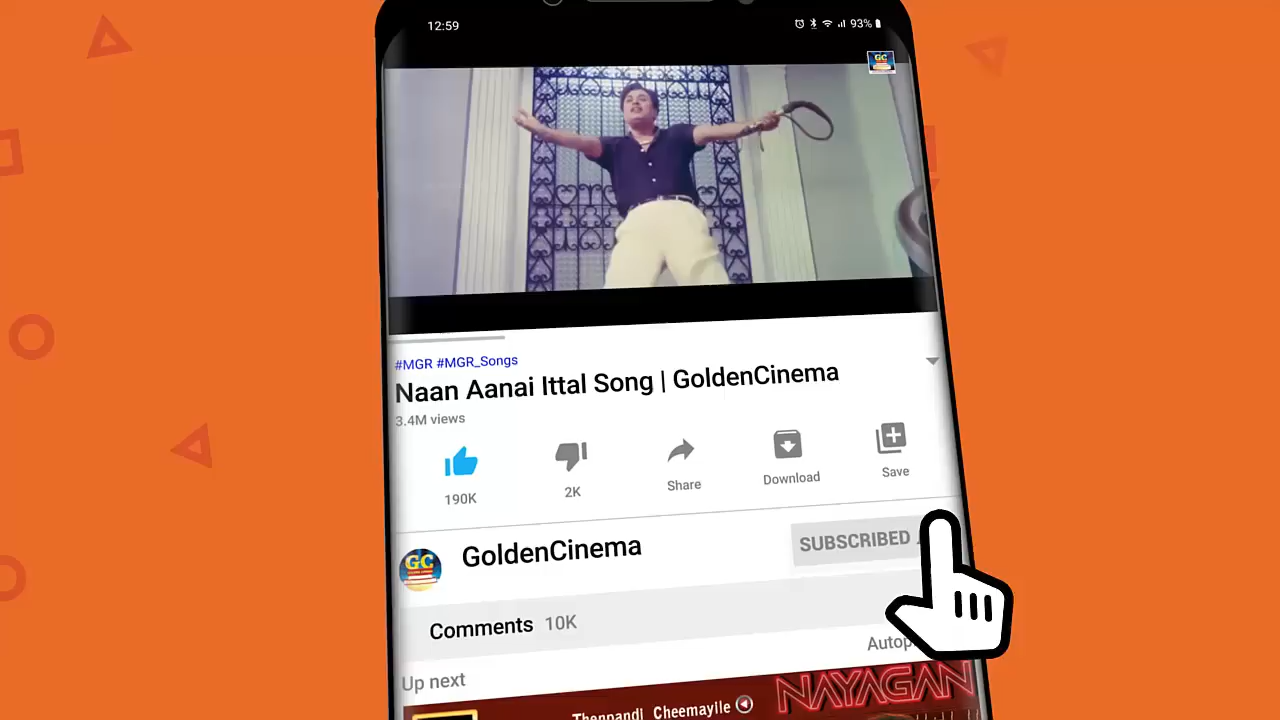 12:59
93%
GC
#MGR #MGR_Songs
Naan Aanai Ittal Song | GoldenCinema
3.4M views
190K
2K
Share
Download
Save
GC
GoldenCinema
SUBSCRIBED
Comments 10K
Up next
Thenpandi Cheemayile
NAYAGAN